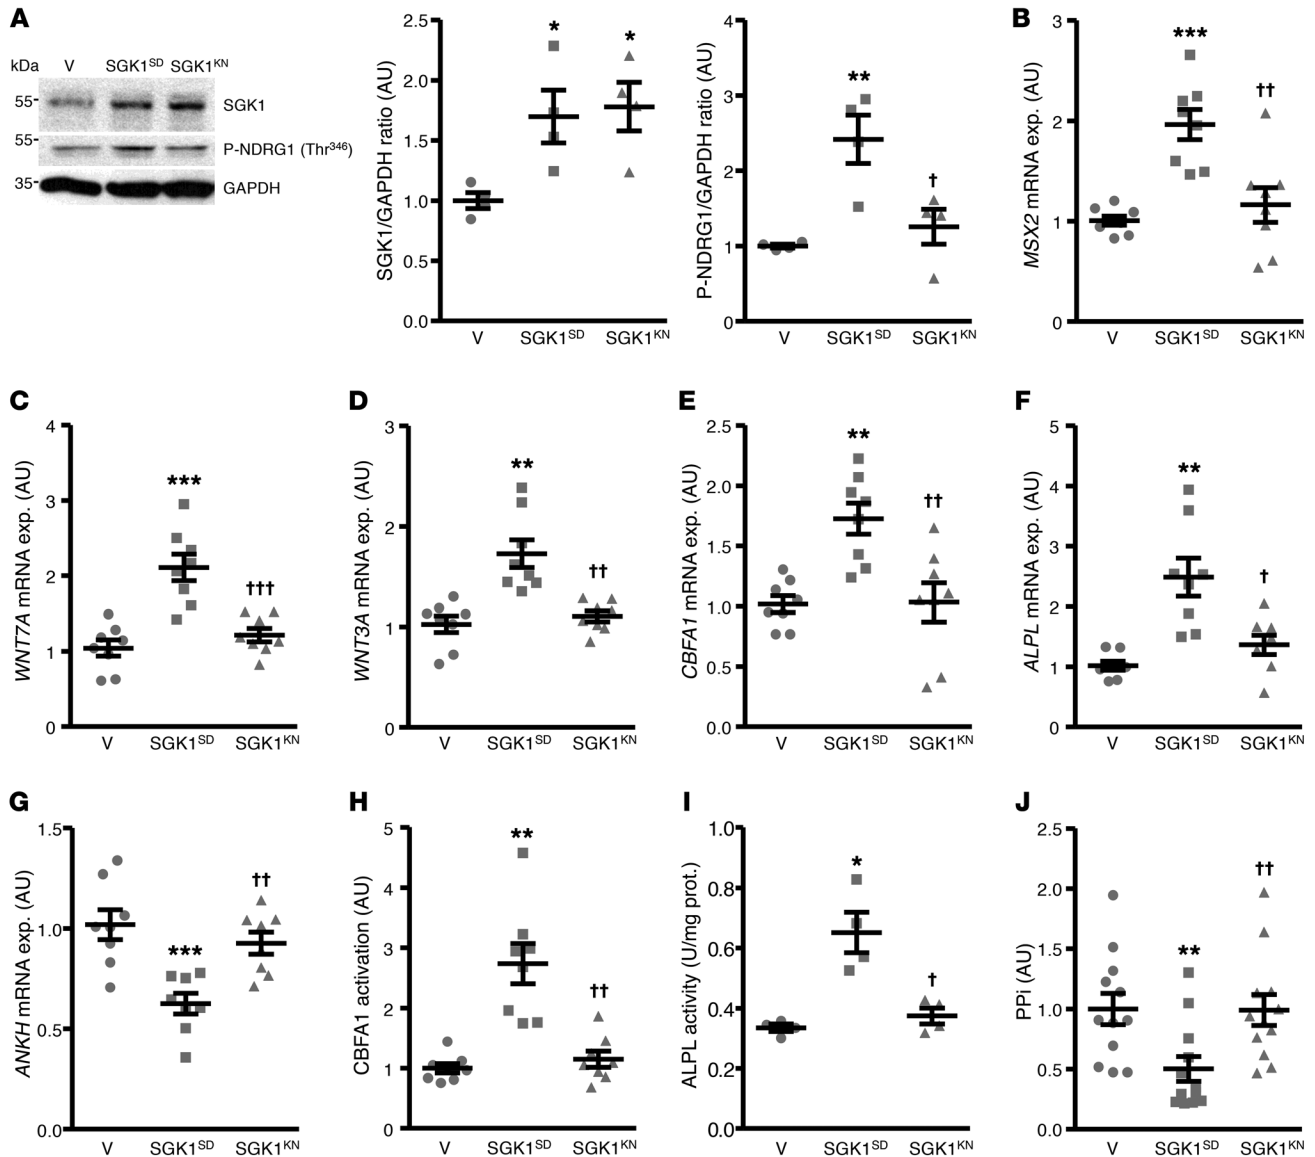 A
kDa V SGK1SD SGK1KN
55- SGK1
55- P-NDRG1 (Thr346)
35- GAPDH
SGK1/GAPDH ratio (AU)
2.5
2.0
1.5
1.0
0.5
0.0
* *
V SGK1SD SGK1KN
P-NDRG1/GAPDH ratio (AU)
4
3
2
1
0
** †
V SGK1SD SGK1KN
B
MSX2 mRNA exp. (AU)
3
2
1
0
*** ††
V SGK1SD SGK1KN
C
WNT7A mRNA exp. (AU)
4
3
2
1
0
*** †††
V SGK1SD SGK1KN
D
WNT3A mRNA exp. (AU)
3
2
1
0
** ††
V SGK1SD SGK1KN
E
CBFA1 mRNA exp. (AU)
2.5
2.0
1.5
1.0
0.5
0.0
** ††
V SGK1SD SGK1KN
F
ALPL mRNA exp. (AU)
5
4
3
2
1
0
** †
V SGK1SD SGK1KN
G
ANKH mRNA exp. (AU)
1.5
1.0
0.5
0.0
*** ††
V SGK1SD SGK1KN
H
CBFA1 activation (AU)
5
4
3
2
1
0
** ††
V SGK1SD SGK1KN
I
ALPL activity (U/mg prot.)
1.0
0.8
0.6
0.4
0.2
0.0
* †
V SGK1SD SGK1KN
J
PPi (AU)
2.5
2.0
1.5
1.0
0.5
0.0
** ††
V SGK1SD SGK1KN